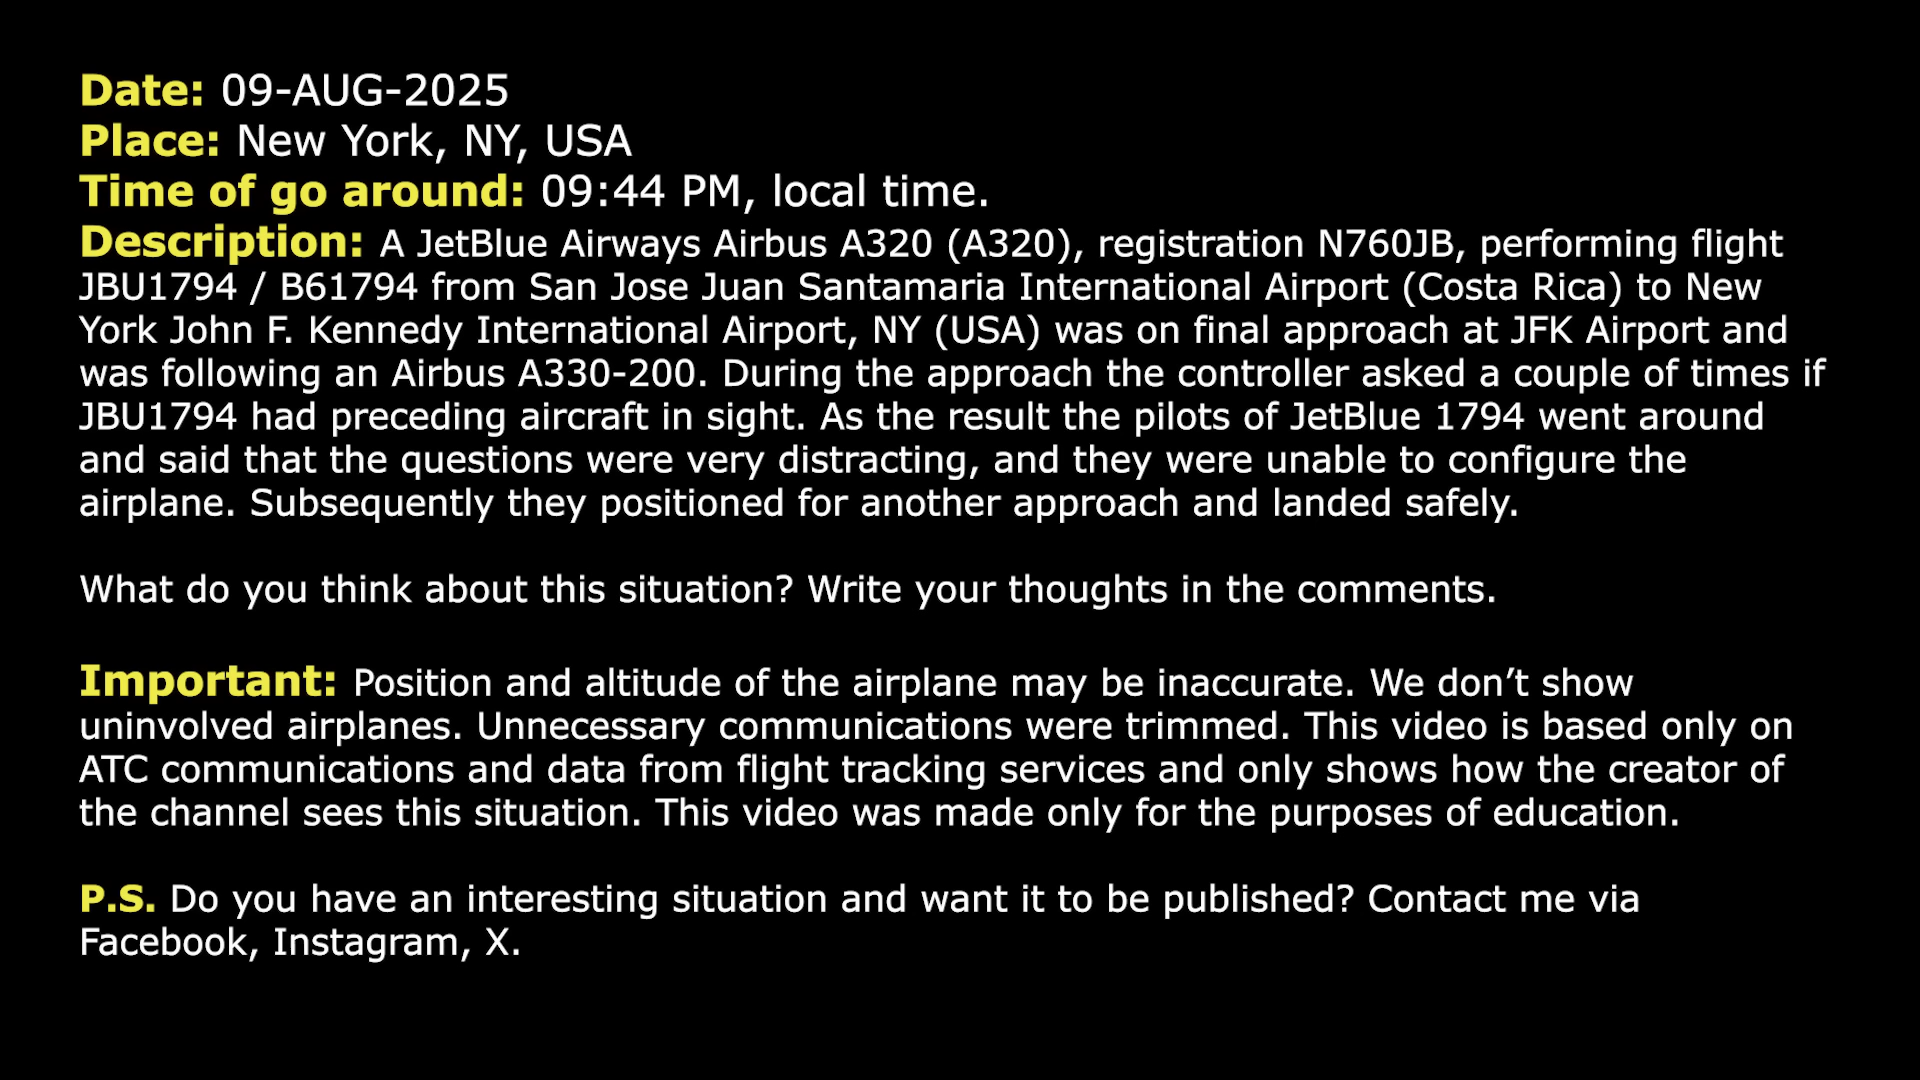 Date: 09-AUG-2025
Place: New York, NY, USA
Time of go around: 09:44 PM, local time.
Description: A JetBlue Airways Airbus A320 (A320), registration N760JB, performing flight
JBU1794 / B61794 from San Jose Juan Santamaria International Airport (Costa Rica) to New
York John F. Kennedy International Airport, NY (USA) was on final approach at JFK Airport and
was following an Airbus A330-200. During the approach the controller asked a couple of times if
JBU1794 had preceding aircraft in sight. As the result the pilots of JetBlue 1794 went around
and said that the questions were very distracting, and they were unable to configure the
airplane. Subsequently they positioned for another approach and landed safely.
What do you think about this situation? Write your thoughts in the comments.
Important: Position and altitude of the airplane may be inaccurate. We don’t show
uninvolved airplanes. Unnecessary communications were trimmed. This video is based only on
ATC communications and data from flight tracking services and only shows how the creator of
the channel sees this situation. This video was made only for the purposes of education.
P.S. Do you have an interesting situation and want it to be published? Contact me via
Facebook, Instagram, X.